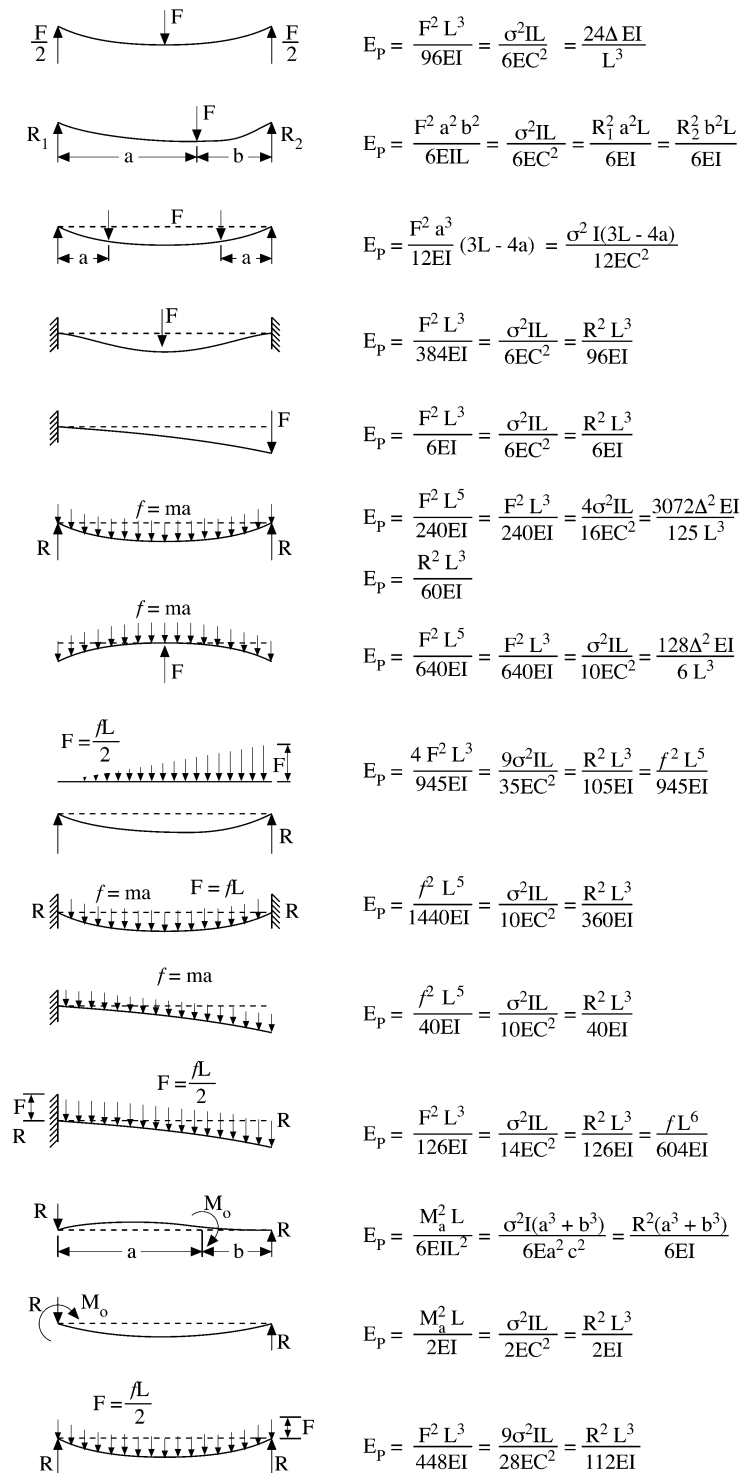 F
F/2 F/2 E_P = F² L³/96EI = σ²IL/6EC² = 24Δ EI/L³
F
R₁ R₂ E_P = F² a² b²/6EIL = σ²IL/6EC² = R₁² a²L/6EI = R₂² b²L/6EI
a b
F
a a E_P = F² a³/12EI (3L - 4a) = σ² I(3L - 4a)/12EC²
F
E_P = F² L³/384EI = σ²IL/6EC² = R² L³/96EI
F
E_P = F² L³/6EI = σ²IL/6EC² = R² L³/6EI
f = ma
R R E_P = F² L⁵/240EI = F² L³/240EI = 4σ²IL/16EC² = 3072Δ² EI/125 L³
E_P = R² L³/60EI
f = ma
F E_P = F² L⁵/640EI = F² L³/640EI = σ²IL/10EC² = 128Δ² EI/6 L³
F = fL/2
F E_P = 4 F² L³/945EI = 9σ²IL/35EC² = R² L³/105EI = f² L⁵/945EI
R
f = ma F = fL
R R E_P = f² L⁵/1440EI = σ²IL/10EC² = R² L³/360EI
f = ma
E_P = f² L⁵/40EI = σ²IL/10EC² = R² L³/40EI
F = fL/2
F R
R E_P = F² L³/126EI = σ²IL/14EC² = R² L³/126EI = f L⁶/604EI
R M_o R
a b E_P = M_a² L/6EIL² = σ²I(a³ + b³)/6Ea² c² = R²(a³ + b³)/6EI
R M_o
R E_P = M_a² L/2EI = σ²IL/2EC² = R² L³/2EI
F = fL/2
F
R R E_P = F² L³/448EI = 9σ²IL/28EC² = R² L³/112EI